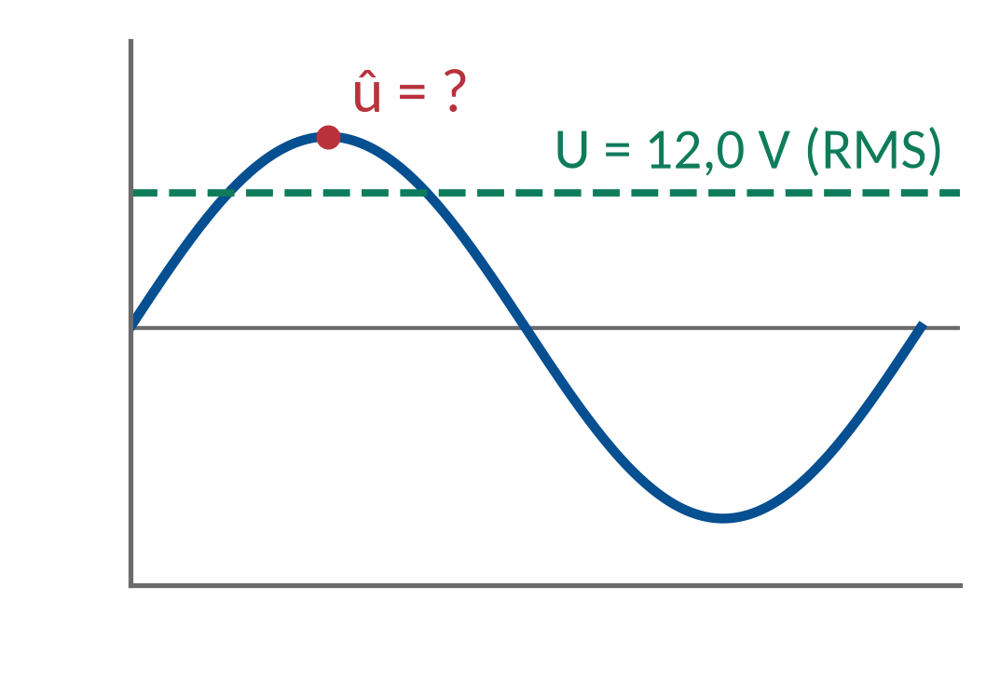 û = ?
U = 12,0 V (RMS)